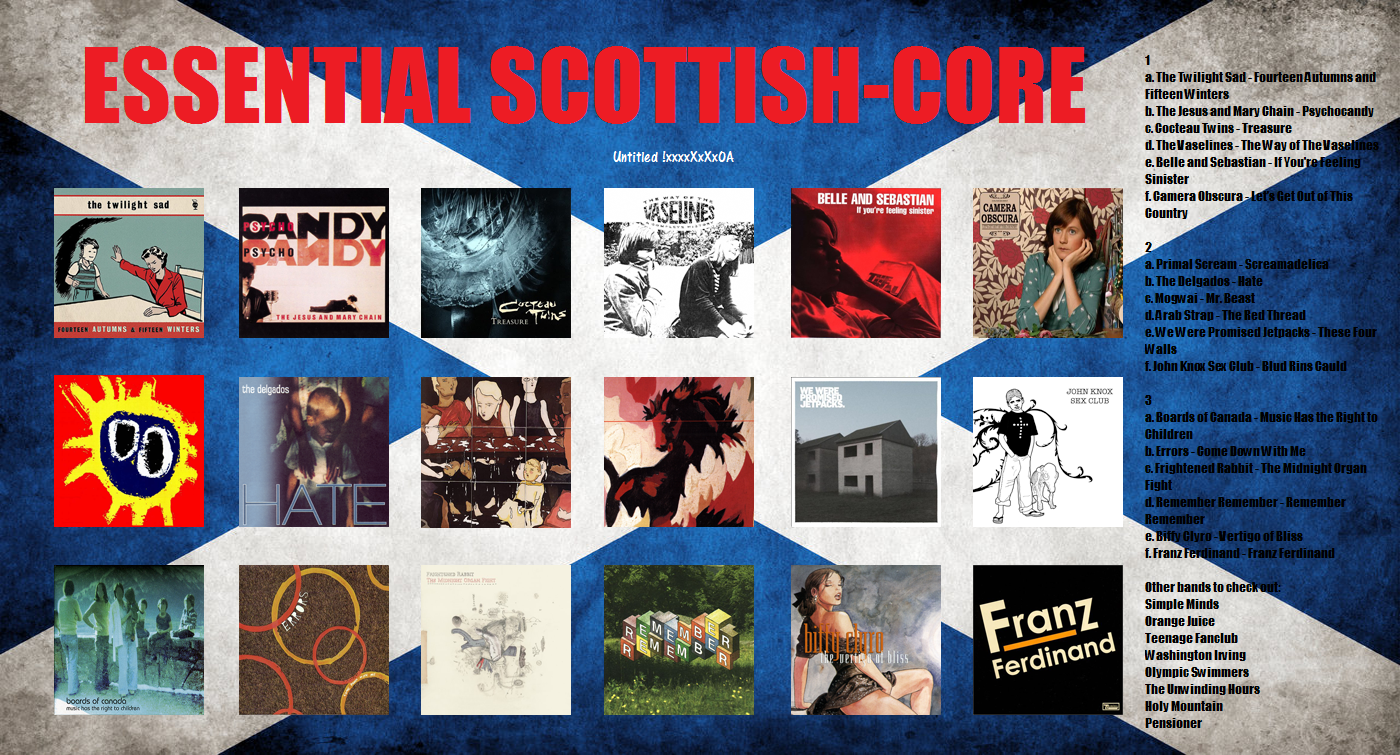 ESSENTIAL SCOTTISH-CORE
Untitled !xxxxXxXxOA
the twilight sad
FOURTEEN AUTUMNS & FIFTEEN WINTERS
PSYCHO
CANDY
PSYCHO
CANDY
THE JESUS AND MARY CHAIN
Cocteau Twins
TREASURE
THE WAY OF THE
VASELINES
BELLE AND SEBASTIAN
If you're feeling sinister
CAMERA
OBSCURA
the delgados
HATE
WE WERE
PROMISED
JETPACKS.
JOHN KNOX
SEX CLUB
boards of canada
music has the right to children
ERRORS
FRIGHTENED RABBIT
THE MIDNIGHT ORGAN FIGHT
REMEMBER
REMEMBER
biffy clyro
the vertigo of bliss
Franz
Ferdinand
1
a. The Twilight Sad - Fourteen Autumns and
Fifteen Winters
b. The Jesus and Mary Chain - Psychocandy
c. Cocteau Twins - Treasure
d. The Vaselines - The Way of The Vaselines
e. Belle and Sebastian - If You're Feeling
Sinister
f. Camera Obscura - Let's Get Out of This
Country
2
a. Primal Scream - Screamadelica
b. The Delgados - Hate
c. Mogwai - Mr. Beast
d. Arab Strap - The Red Thread
e. We Were Promised Jetpacks - These Four
Walls
f. John Knox Sex Club - Blud Rins Cauld
3
a. Boards of Canada - Music Has the Right to
Children
b. Errors - Come Down With Me
c. Frightened Rabbit - The Midnight Organ
Fight
d. Remember Remember - Remember
Remember
e. Biffy Clyro - Vertigo of Bliss
f. Franz Ferdinand - Franz Ferdinand
Other bands to check out:
Simple Minds
Orange Juice
Teenage Fanclub
Washington Irving
Olympic Swimmers
The Unwinding Hours
Holy Mountain
Pensioner